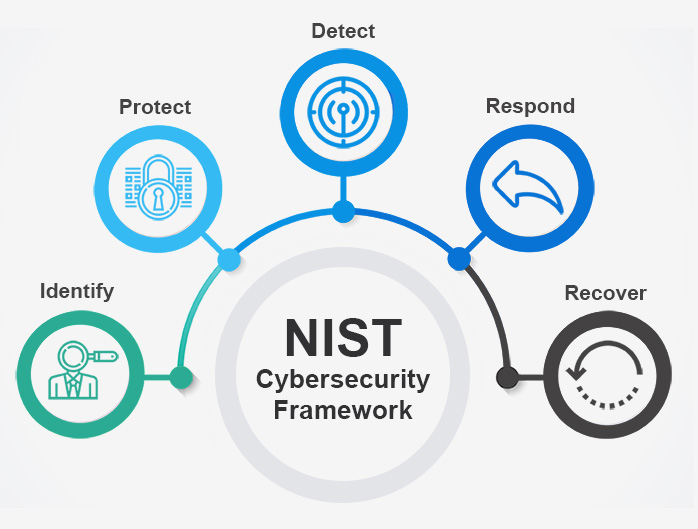 Detect
Protect
Respond
Identify
Recover
NIST
Cybersecurity
Framework